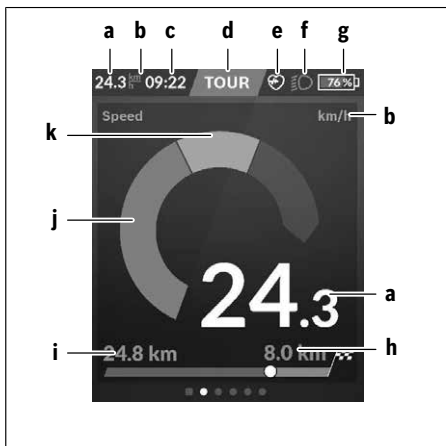 a b c d e f g
24.3 km/h 09:22 TOUR 76 %
k
Speed km/h b
j
24.3 a
i 24.8 km 8.0 km h